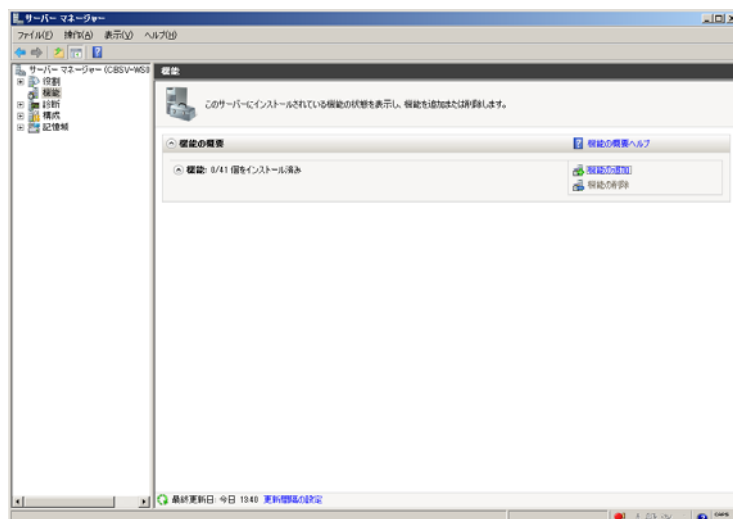 サーバー マネージャー
ファイル(F) 操作(A) 表示(V) ヘルプ(H)
サーバー マネージャー (CBSV-WS0
役割
機能
診断
構成
記憶域
機能
このサーバーにインストールされている機能の状態を表示し、機能を追加または削除します。
機能の概要
機能の概要ヘルプ
機能: 0/41 個をインストール済み
機能の追加
機能の削除
最終更新日: 今日 13:40 更新間隔の設定
CAPS